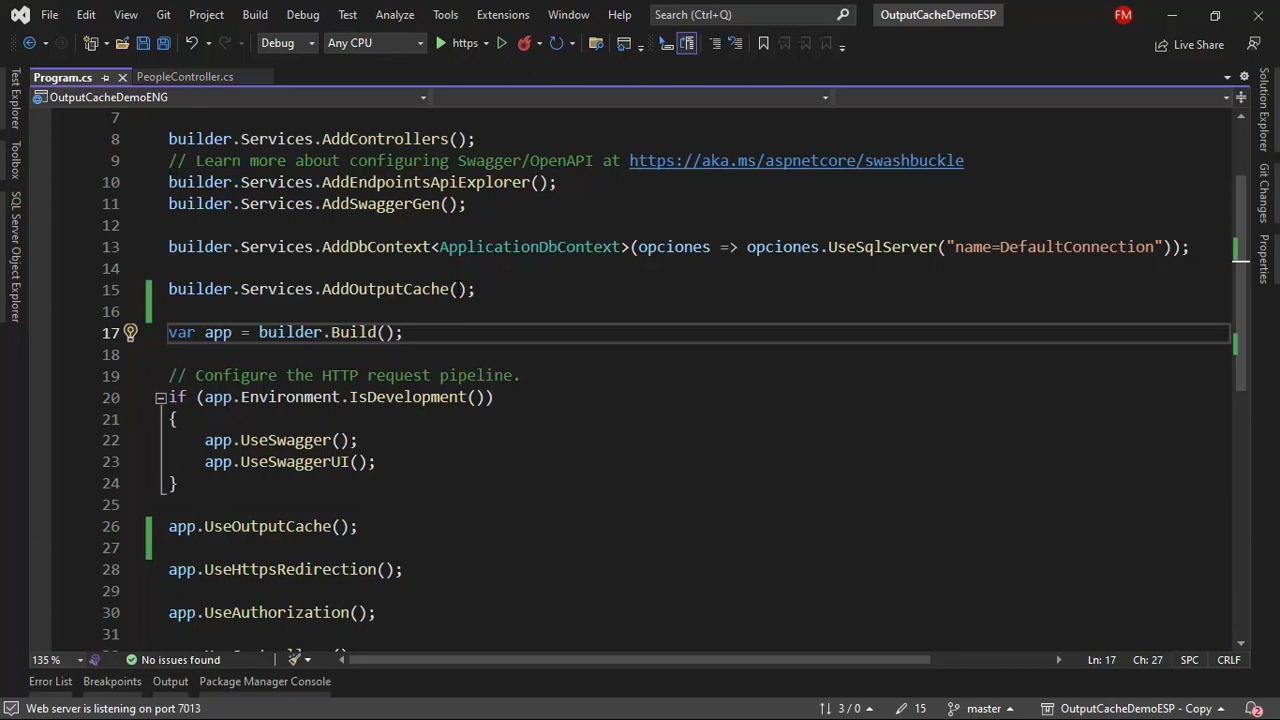 File Edit View Git Project Build Debug Test Analyze Tools Extensions Window Help Search (Ctrl+Q) OutputCacheDemoESP FM
Debug Any CPU https Live Share
Program.cs PeopleController.cs
OutputCacheDemoENG
Test Explorer
Toolbox
SQL Server Object Explorer
7
8 builder.Services.AddControllers();
9 // Learn more about configuring Swagger/OpenAPI at https://aka.ms/aspnetcore/swashbuckle
10 builder.Services.AddEndpointsApiExplorer();
11 builder.Services.AddSwaggerGen();
12
13 builder.Services.AddDbContext<ApplicationDbContext>(opciones => opciones.UseSqlServer("name=DefaultConnection"));
14
15 builder.Services.AddOutputCache();
16
17 var app = builder.Build();
18
19 // Configure the HTTP request pipeline.
20 if (app.Environment.IsDevelopment())
21 {
22 app.UseSwagger();
23 app.UseSwaggerUI();
24 }
25
26 app.UseOutputCache();
27
28 app.UseHttpsRedirection();
29
30 app.UseAuthorization();
31
Solution Explorer
Git Changes
Properties
135 % No issues found Ln: 17 Ch: 27 SPC CRLF
Error List Breakpoints Output Package Manager Console
Web server is listening on port 7013 3 / 0 15 master OutputCacheDemoESP - Copy 2